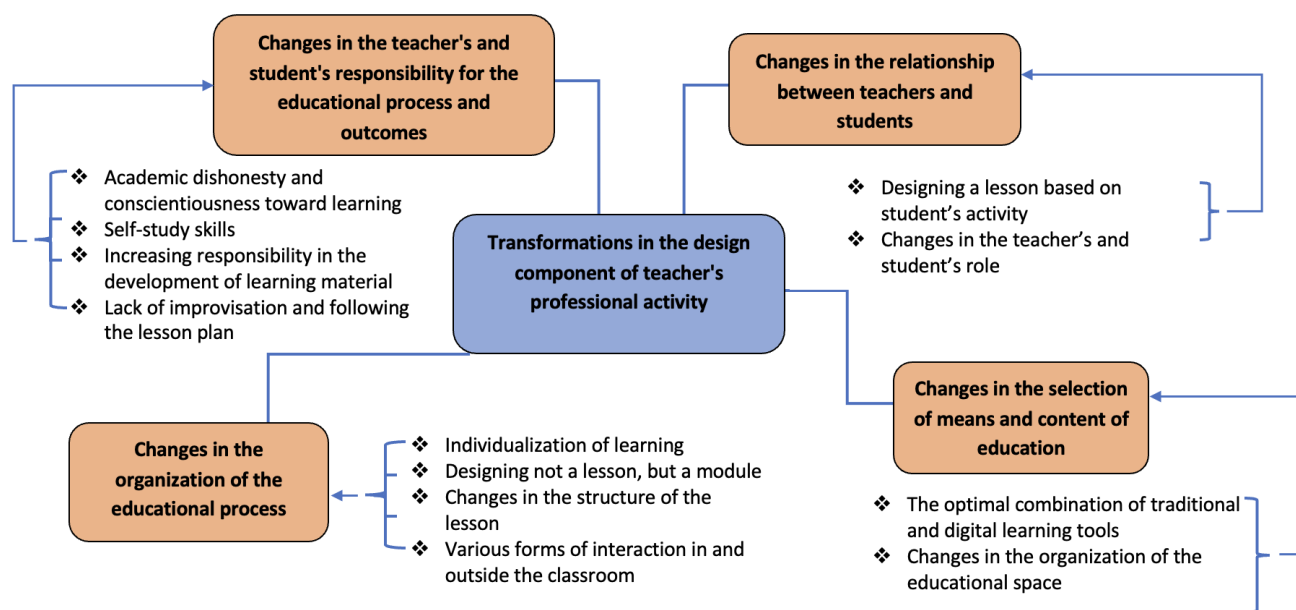 Changes in the teacher's and
student's responsibility for the
educational process and
outcomes
Changes in the relationship
between teachers and
students
❖ Academic dishonesty and
conscientiousness toward learning
❖ Self-study skills
❖ Increasing responsibility in the
development of learning material
❖ Lack of improvisation and following
the lesson plan
❖ Designing a lesson based on
student’s activity
❖ Changes in the teacher’s and
student’s role
Transformations in the design
component of teacher's
professional activity
Changes in the selection
of means and content of
education
Changes in the
organization of the
educational process
❖ Individualization of learning
❖ Designing not a lesson, but a module
❖ Changes in the structure of the
lesson
❖ Various forms of interaction in and
outside the classroom
❖ The optimal combination of traditional
and digital learning tools
❖ Changes in the organization of the
educational space